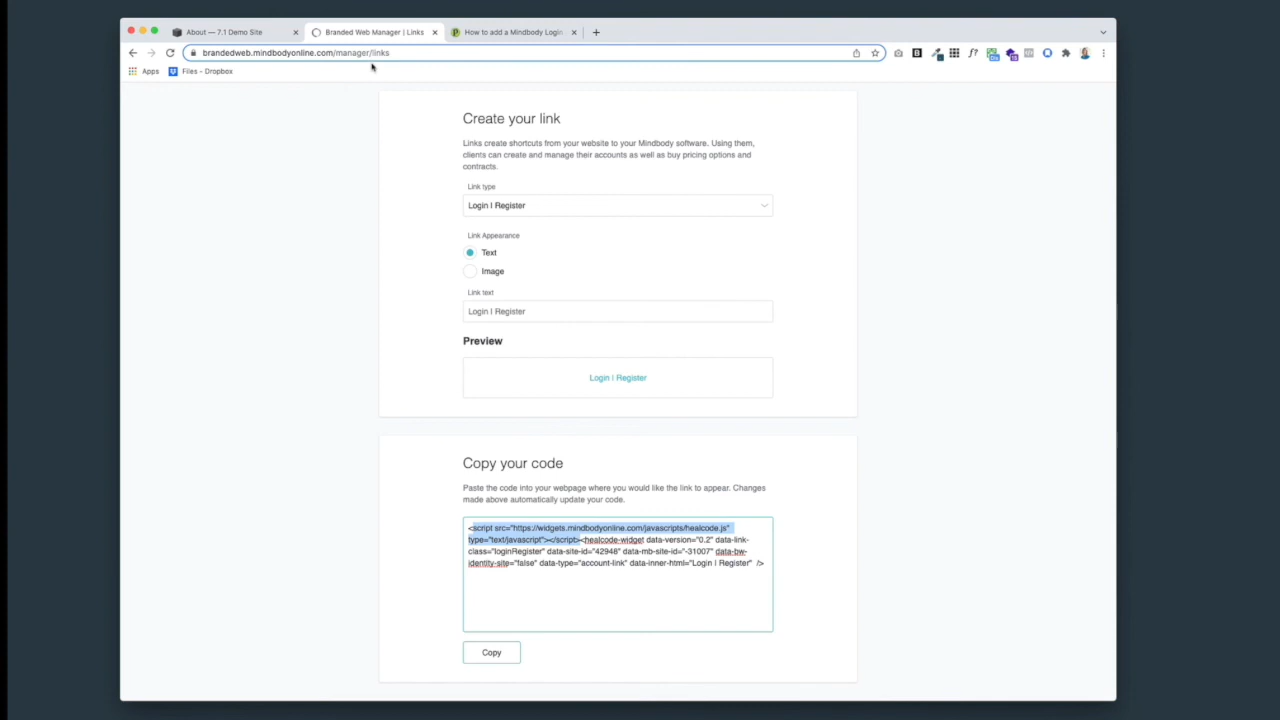 About — 7.1 Demo Site
Branded Web Manager | Links
How to add a Mindbody Login
brandedweb.mindbodyonline.com/manager/links
Apps
Files - Dropbox
Create your link
Links create shortcuts from your website to your Mindbody software. Using them,
clients can create and manage their accounts as well as buy pricing options and
contracts.
Link type
Login | Register
Link Appearance
Text
Image
Link text
Login | Register
Preview
Login | Register
Copy your code
Paste the code into your webpage where you would like the link to appear. Changes
made above automatically update your code.
<script src="https://widgets.mindbodyonline.com/javascripts/healcode.js"
type="text/javascript"></script><healcode-widget data-version="0.2" data-link-
class="loginRegister" data-site-id="42948" data-mb-site-id="-31007" data-bw-
identity-site="false" data-type="account-link" data-inner-html="Login | Register" />
Copy